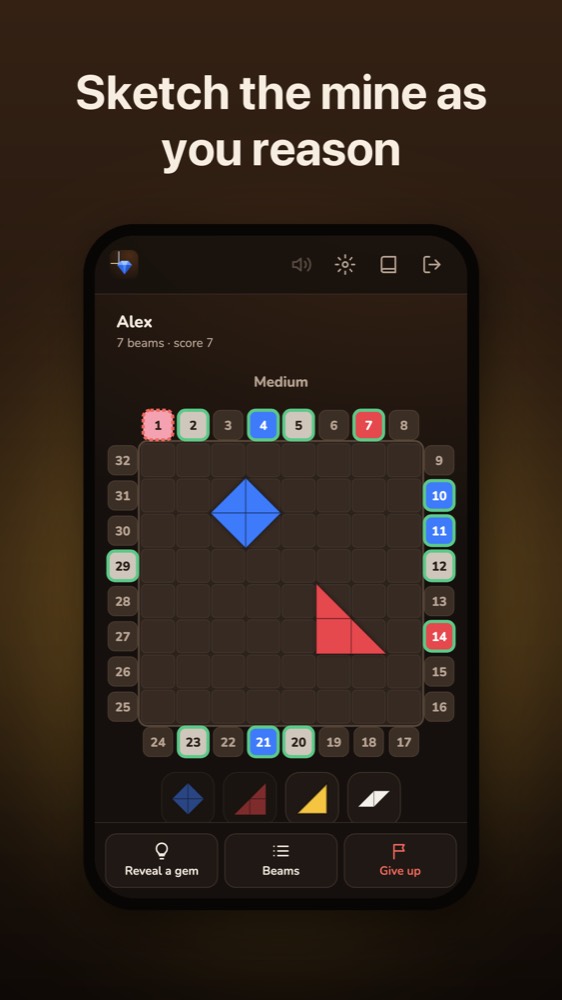 Sketch the mine as
you reason
Alex
7 beams · score 7
Medium
1 2 3 4 5 6 7 8
32 9
31 10
30 11
29 12
28 13
27 14
26 15
25 16
24 23 22 21 20 19 18 17
Reveal a gem Beams Give up